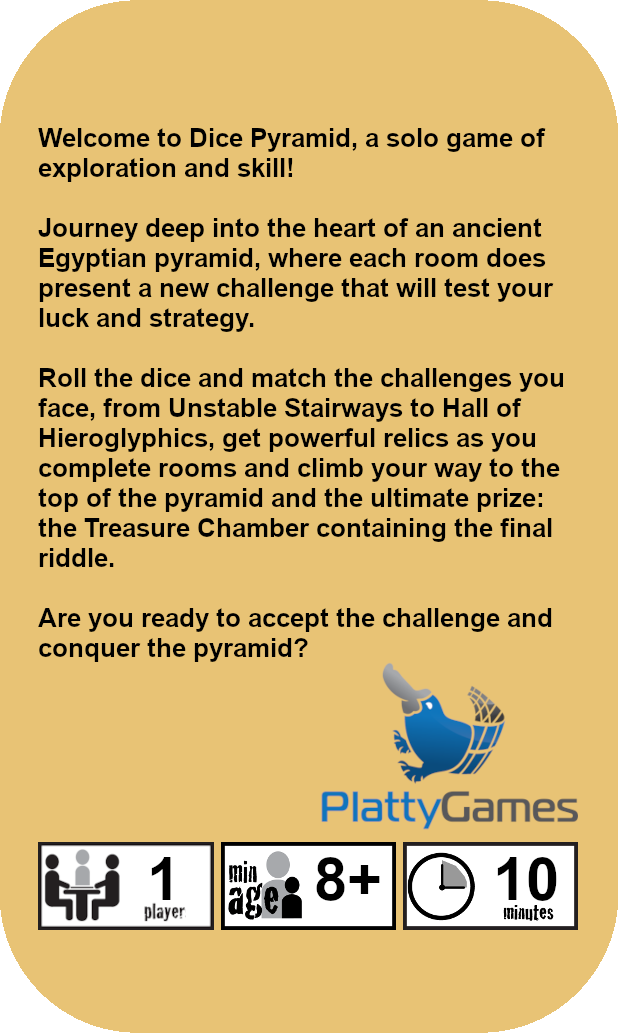 Welcome to Dice Pyramid, a solo game of
exploration and skill!
Journey deep into the heart of an ancient
Egyptian pyramid, where each room does
present a new challenge that will test your
luck and strategy.
Roll the dice and match the challenges you
face, from Unstable Stairways to Hall of
Hieroglyphics, get powerful relics as you
complete rooms and climb your way to the
top of the pyramid and the ultimate prize:
the Treasure Chamber containing the final
riddle.
Are you ready to accept the challenge and
conquer the pyramid?
PlattyGames
1
player
min
age
8+
10
minutes